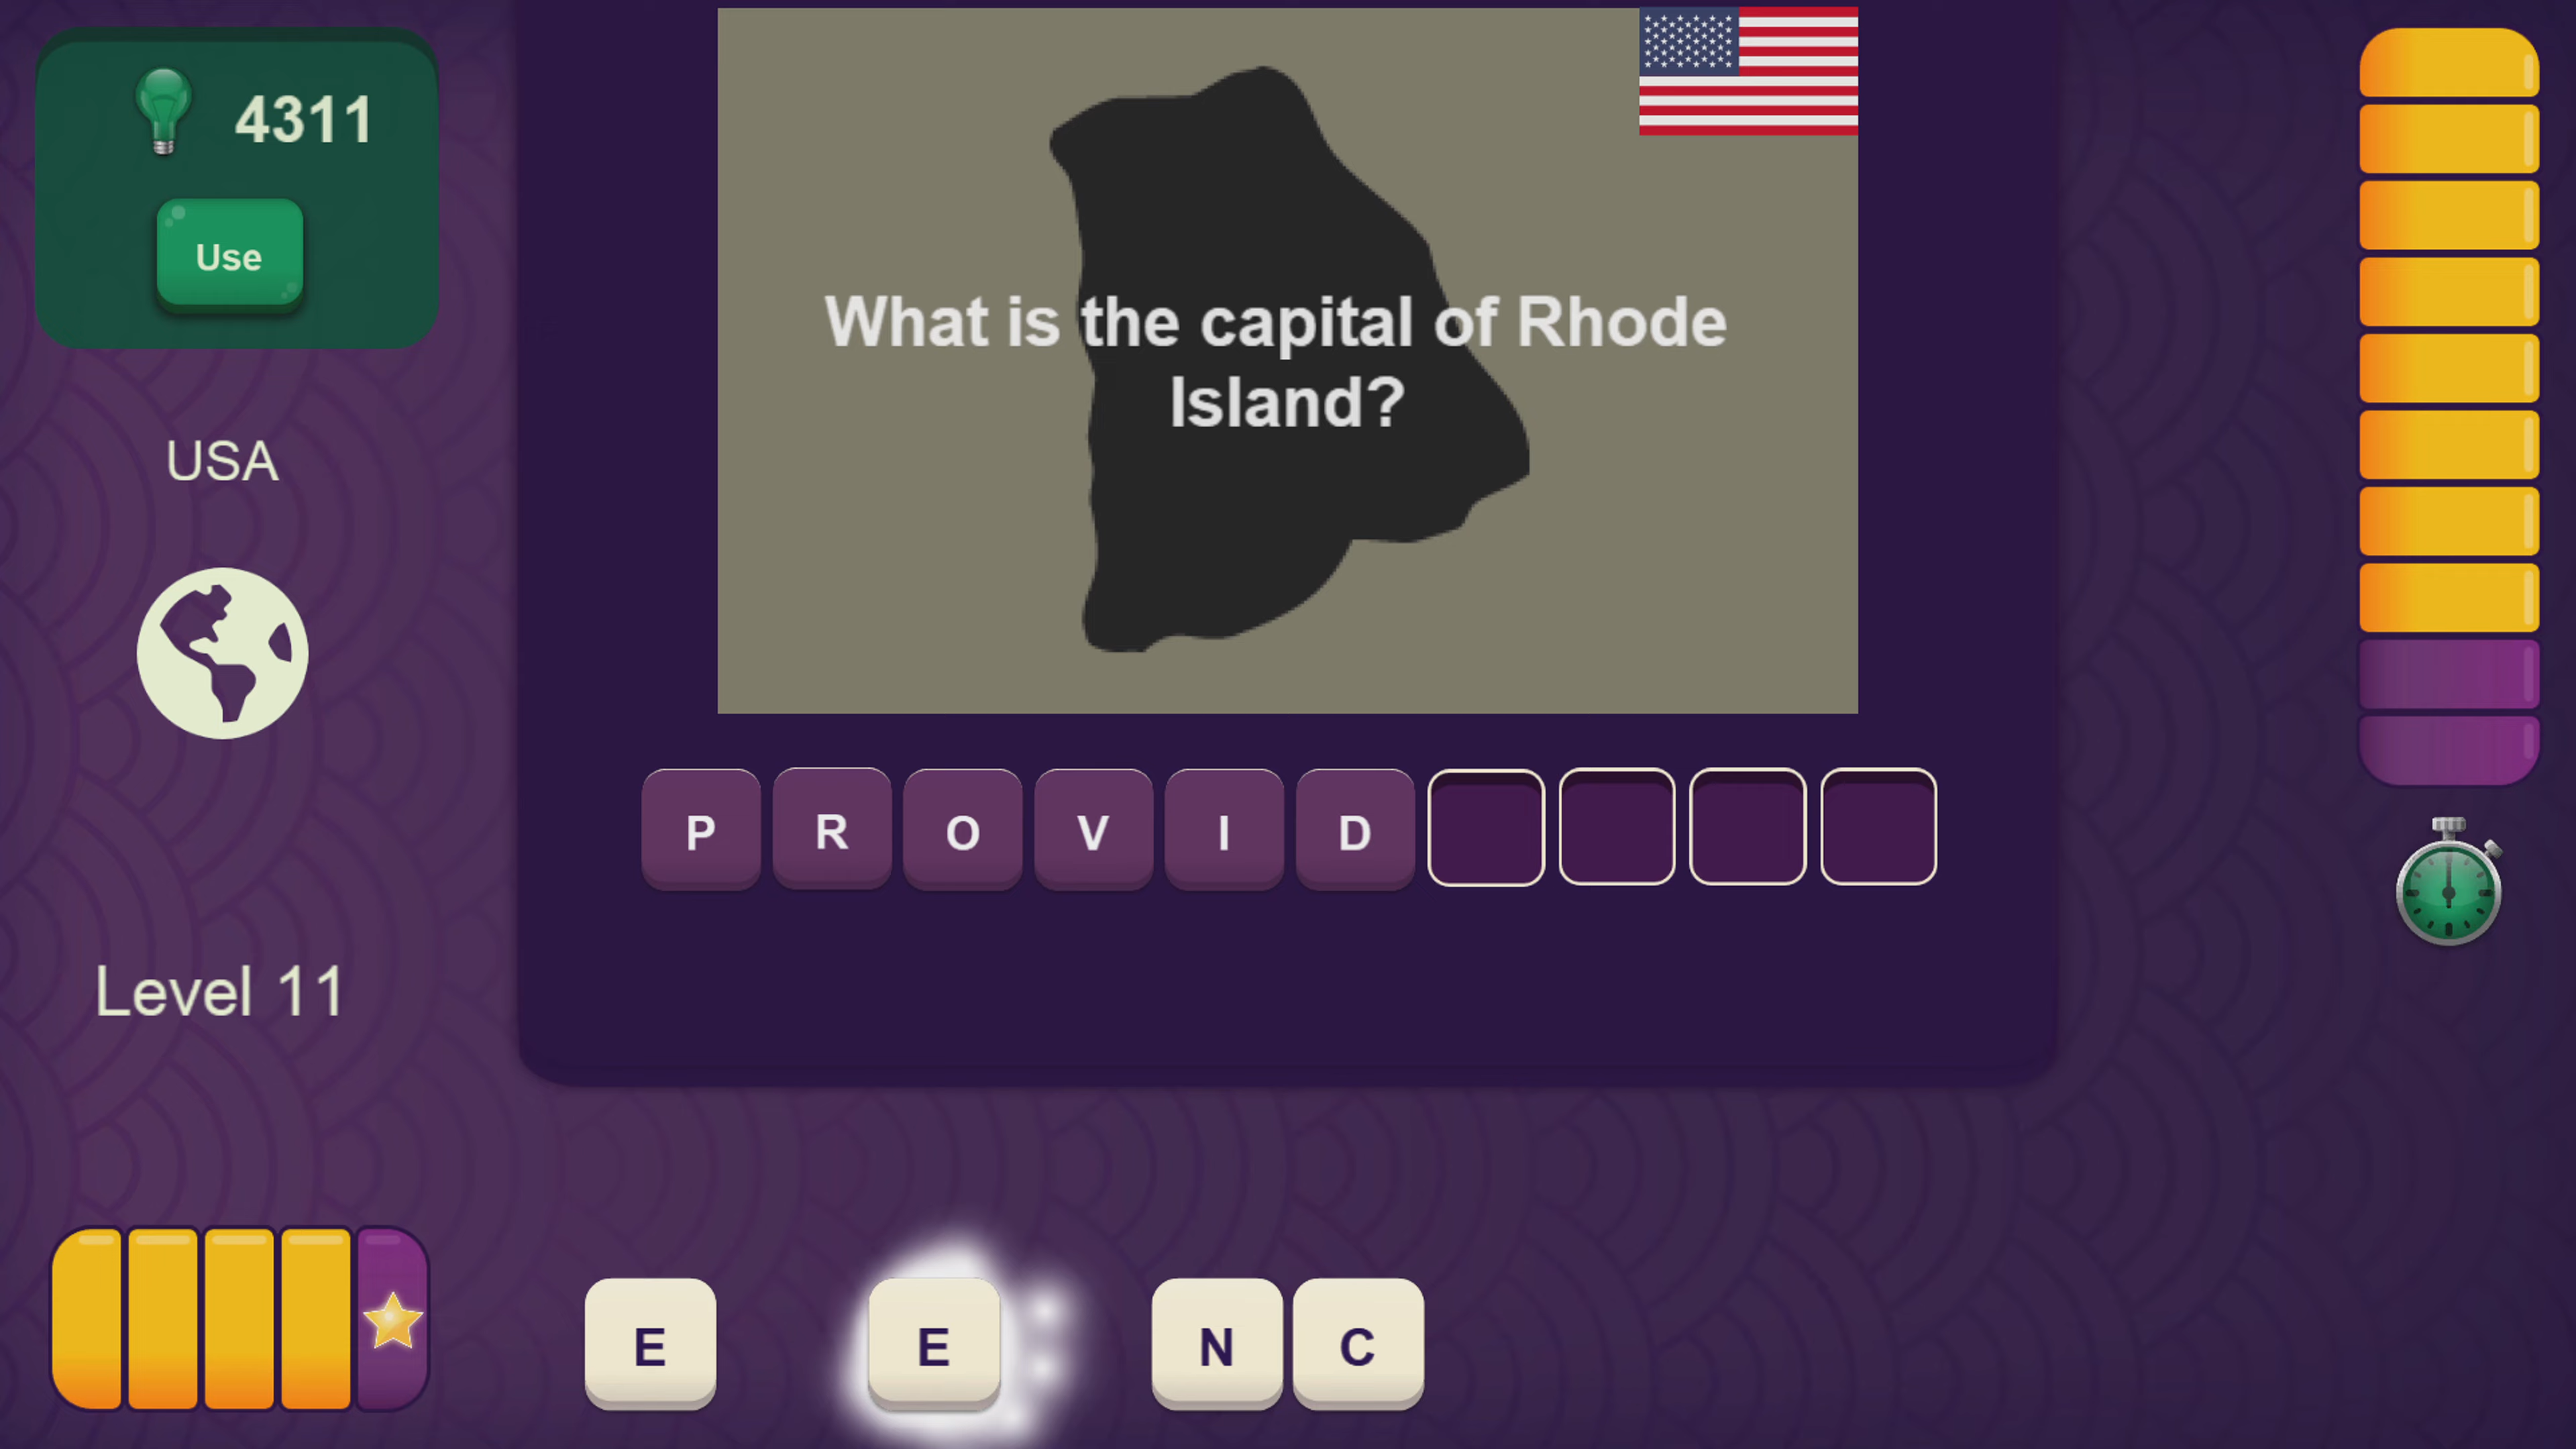 4311
Use
USA
Level 11
What is the capital of Rhode
Island?
P R O V I D
E E N C